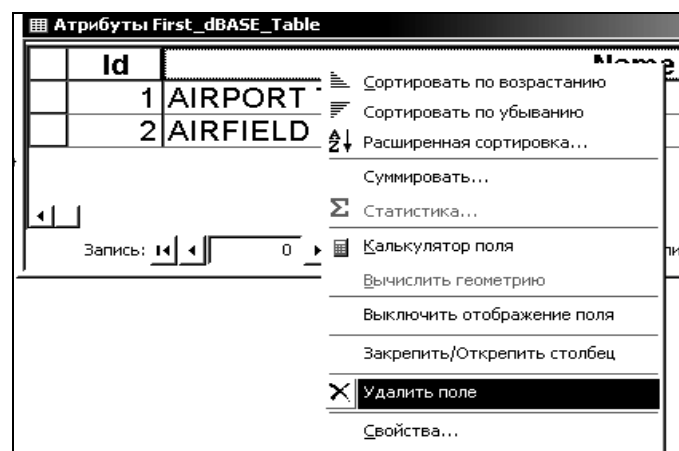 Атрибуты First_dBASE_Table
Id Name
1 AIRPORT
2 AIRFIELD
Запись: 0
Сортировать по возрастанию
Сортировать по убыванию
Расширенная сортировка...
Суммировать...
Статистика...
Калькулятор поля
Вычислить геометрию
Выключить отображение поля
Закрепить/Открепить столбец
Удалить поле
Свойства...